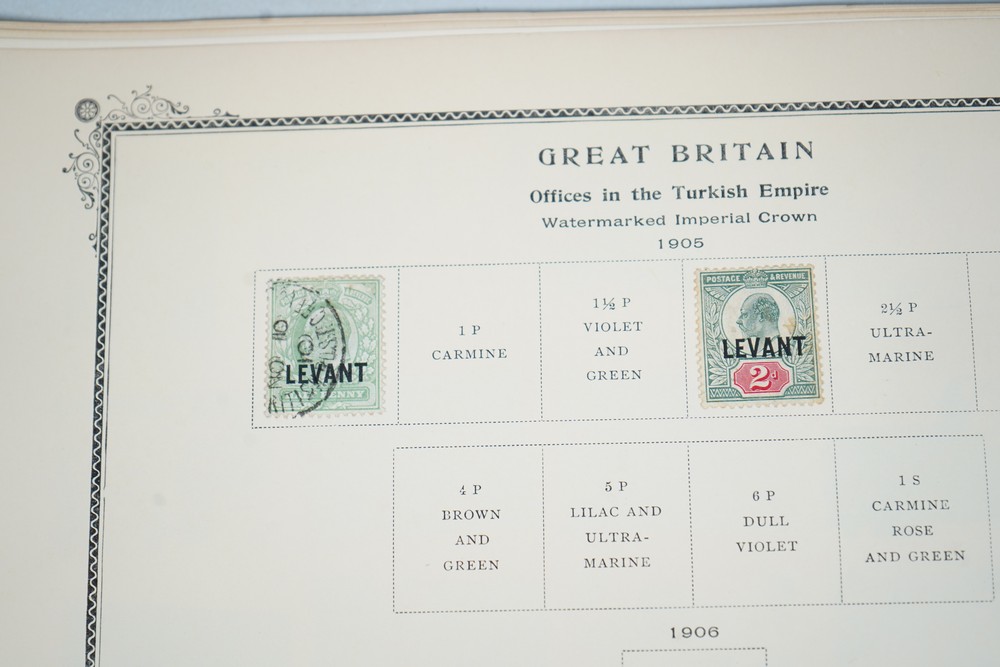 GREAT BRITAIN
Offices in the Turkish Empire
Watermarked Imperial Crown
1905
LEVANT
1 P
CARMINE
1½ P
VIOLET
AND
GREEN
POSTAGE & REVENUE
LEVANT
2d
2½ P
ULTRA-
MARINE
4 P
BROWN
AND
GREEN
5 P
LILAC AND
ULTRA-
MARINE
6 P
DULL
VIOLET
1 S
CARMINE
ROSE
AND GREEN
1906